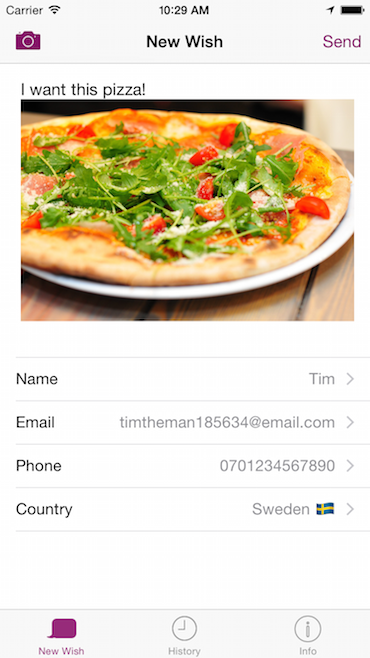 Carrier 10:29 AM
New Wish Send
I want this pizza!
Name Tim
Email timtheman185634@email.com
Phone 0701234567890
Country Sweden 🇸🇪
New Wish History Info